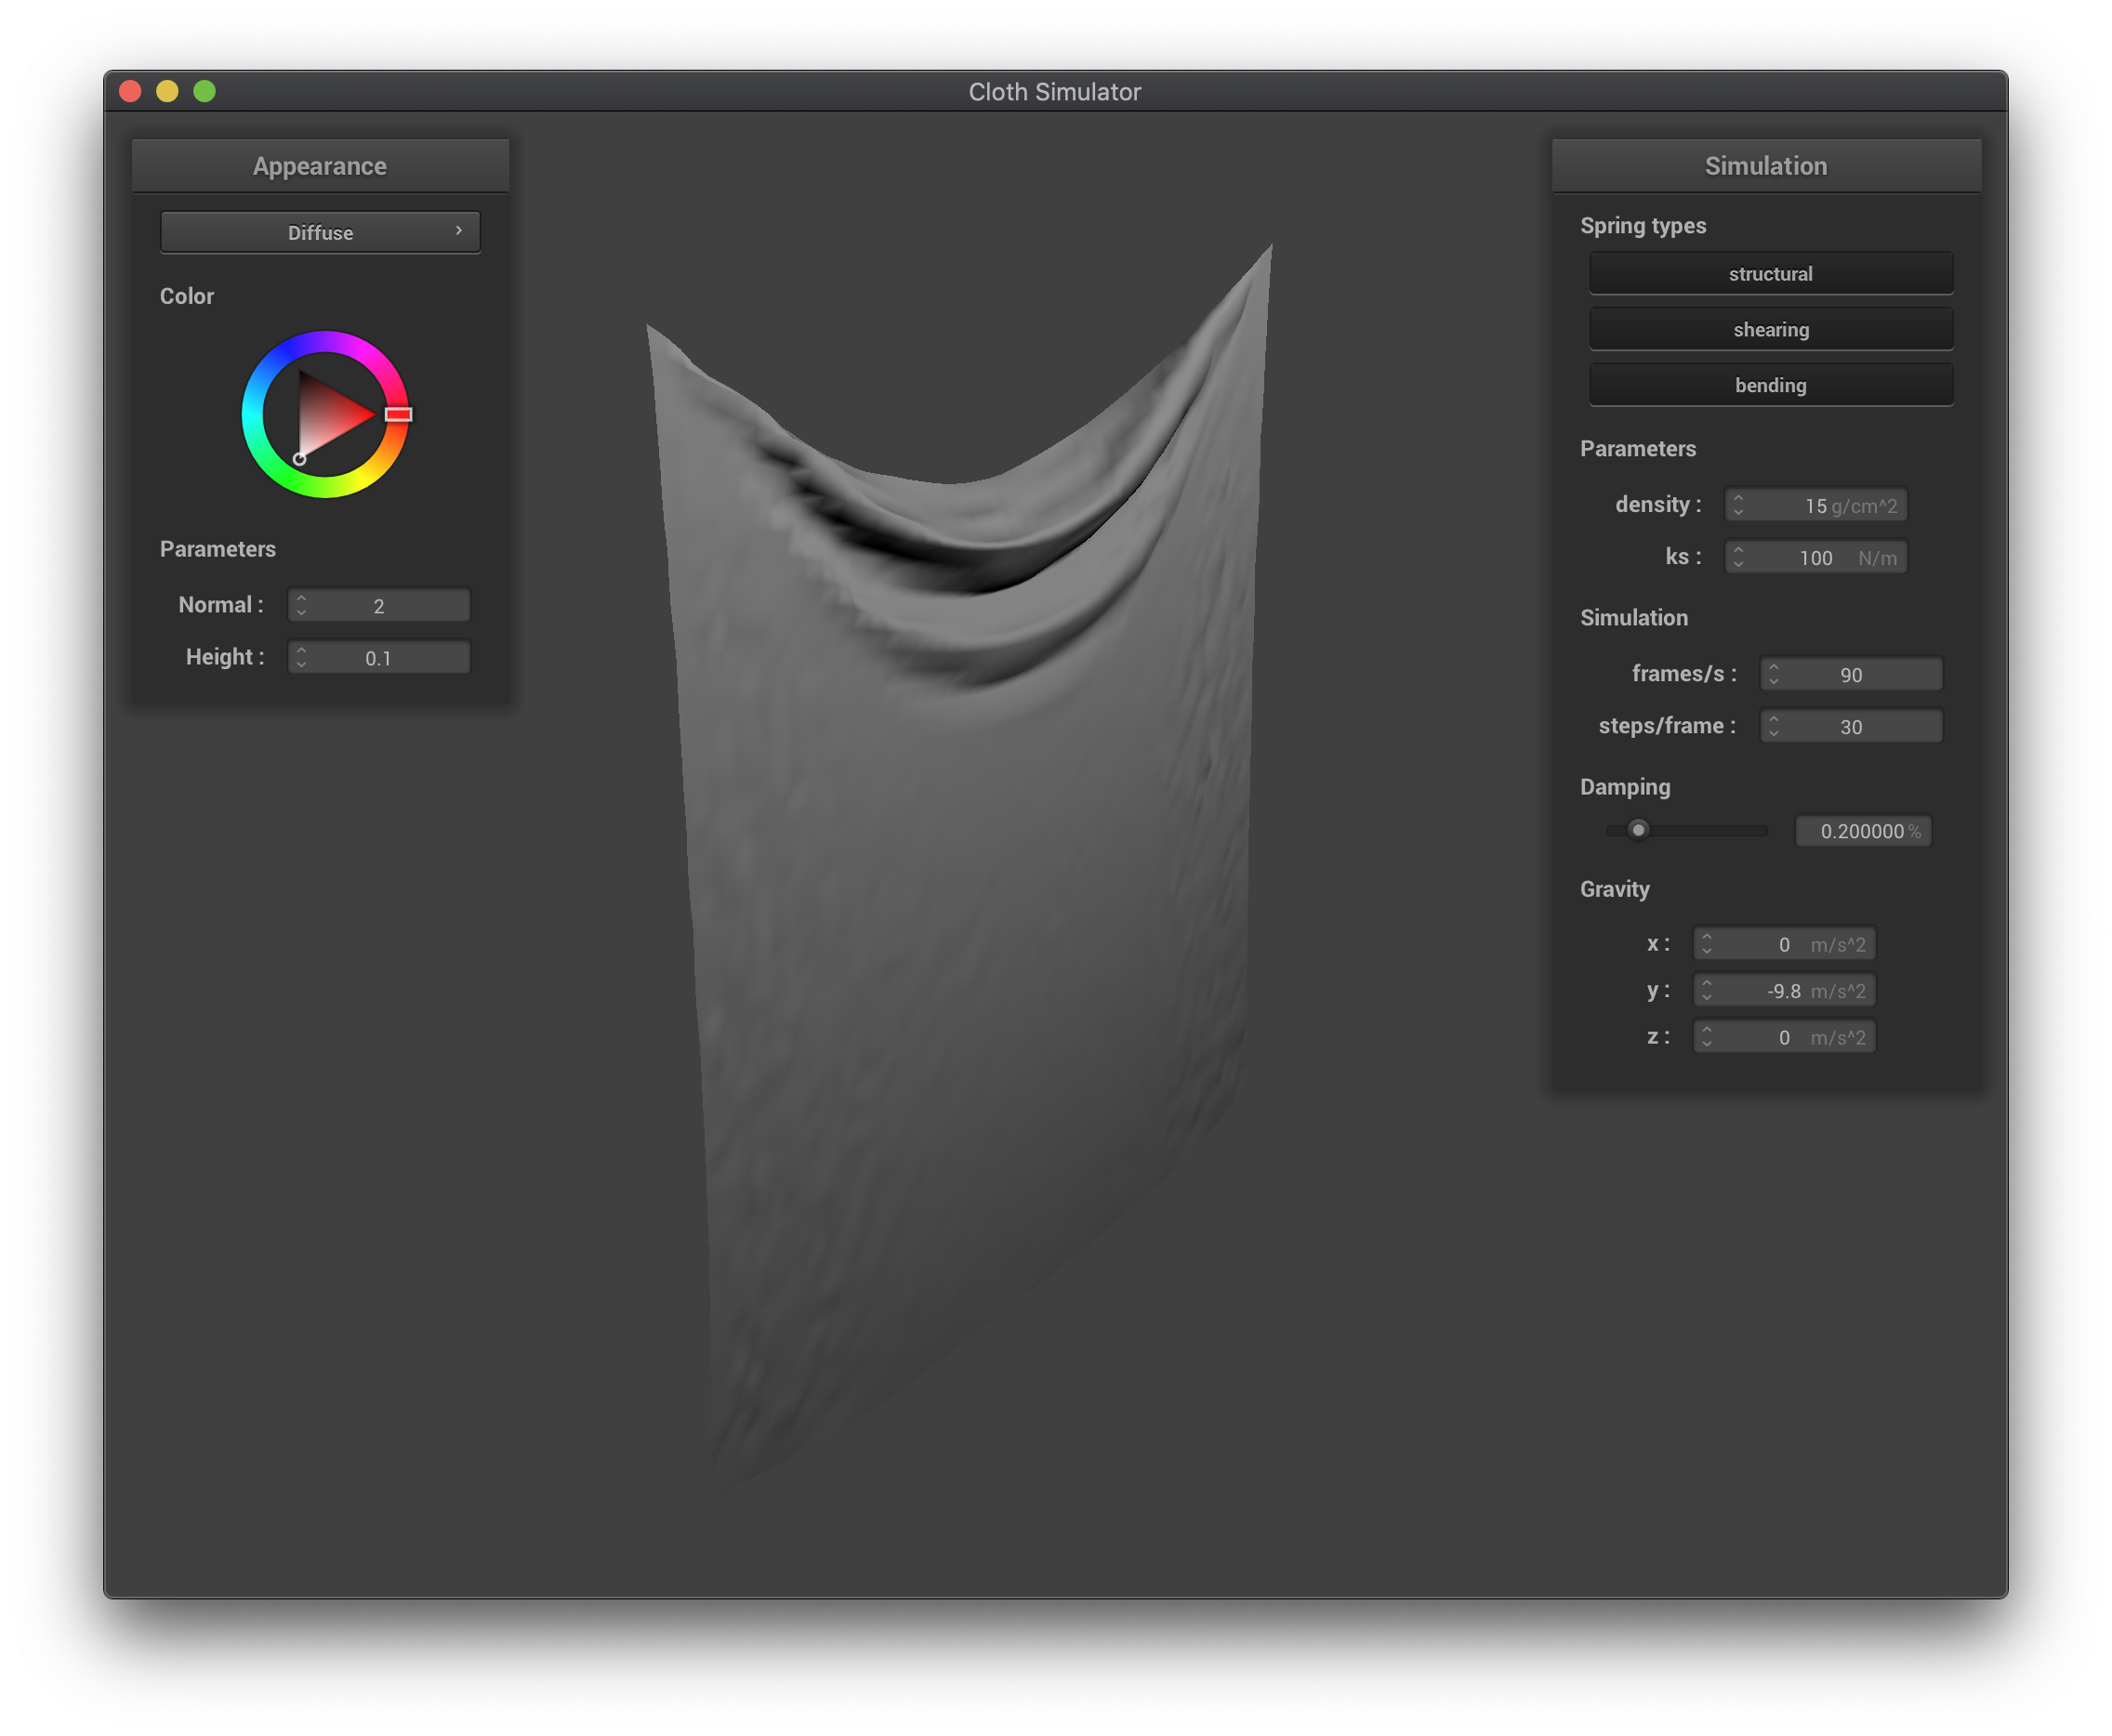 Cloth Simulator
Appearance
Diffuse ›
Color
Parameters
Normal : 2
Height : 0.1
Simulation
Spring types
structural
shearing
bending
Parameters
density : 15 g/cm^2
ks : 100 N/m
Simulation
frames/s : 90
steps/frame : 30
Damping
0.200000 %
Gravity
x : 0 m/s^2
y : -9.8 m/s^2
z : 0 m/s^2